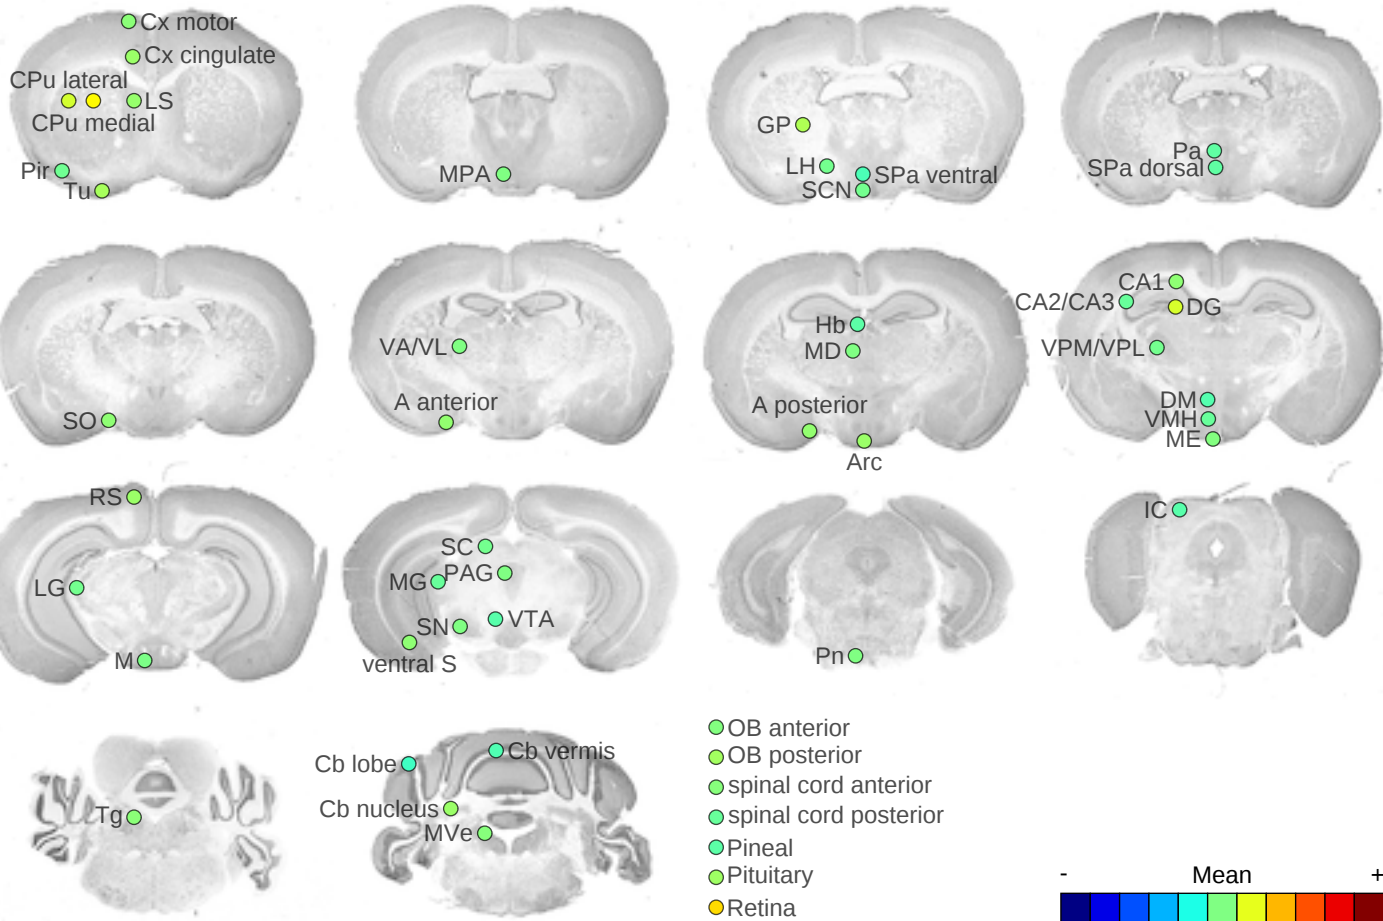 Cx motor
Cx cingulate
CPu lateral
LS
CPu medial
Pir
Tu
MPA
GP
LH
SPa ventral
SCN
Pa
SPa dorsal
SO
VA/VL
A anterior
Hb
MD
A posterior
Arc
CA1
CA2/CA3
DG
VPM/VPL
DM
VMH
ME
RS
LG
M
SC
MG
PAG
SN
VTA
ventral S
Pn
IC
Tg
Cb lobe
Cb vermis
Cb nucleus
MVe
OB anterior
OB posterior
spinal cord anterior
spinal cord posterior
Pineal
Pituitary
Retina
- Mean +